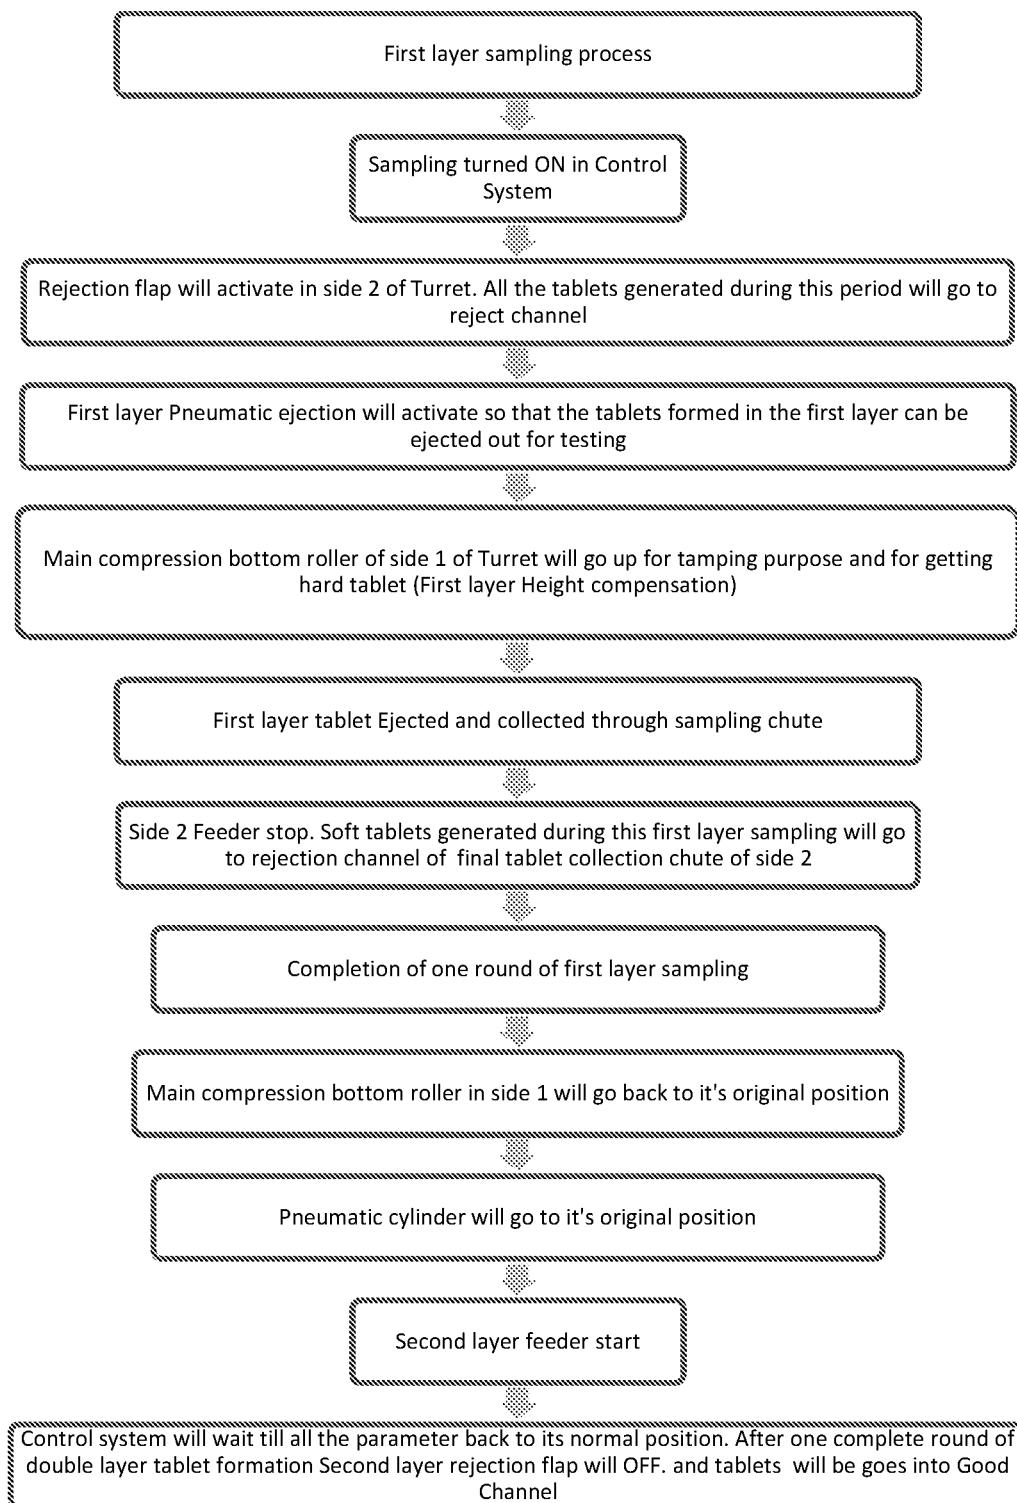 First layer sampling process
Sampling turned ON in Control
System
Rejection flap will activate in side 2 of Turret. All the tablets generated during this period will go to
reject channel
First layer Pneumatic ejection will activate so that the tablets formed in the first layer can be
ejected out for testing
Main compression bottom roller of side 1 of Turret will go up for tamping purpose and for getting
hard tablet (First layer Height compensation)
First layer tablet Ejected and collected through sampling chute
Side 2 Feeder stop. Soft tablets generated during this first layer sampling will go
to rejection channel of final tablet collection chute of side 2
Completion of one round of first layer sampling
Main compression bottom roller in side 1 will go back to it's original position
Pneumatic cylinder will go to it's original position
Second layer feeder start
Control system will wait till all the parameter back to its normal position. After one complete round of
double layer tablet formation Second layer rejection flap will OFF. and tablets will be goes into Good
Channel